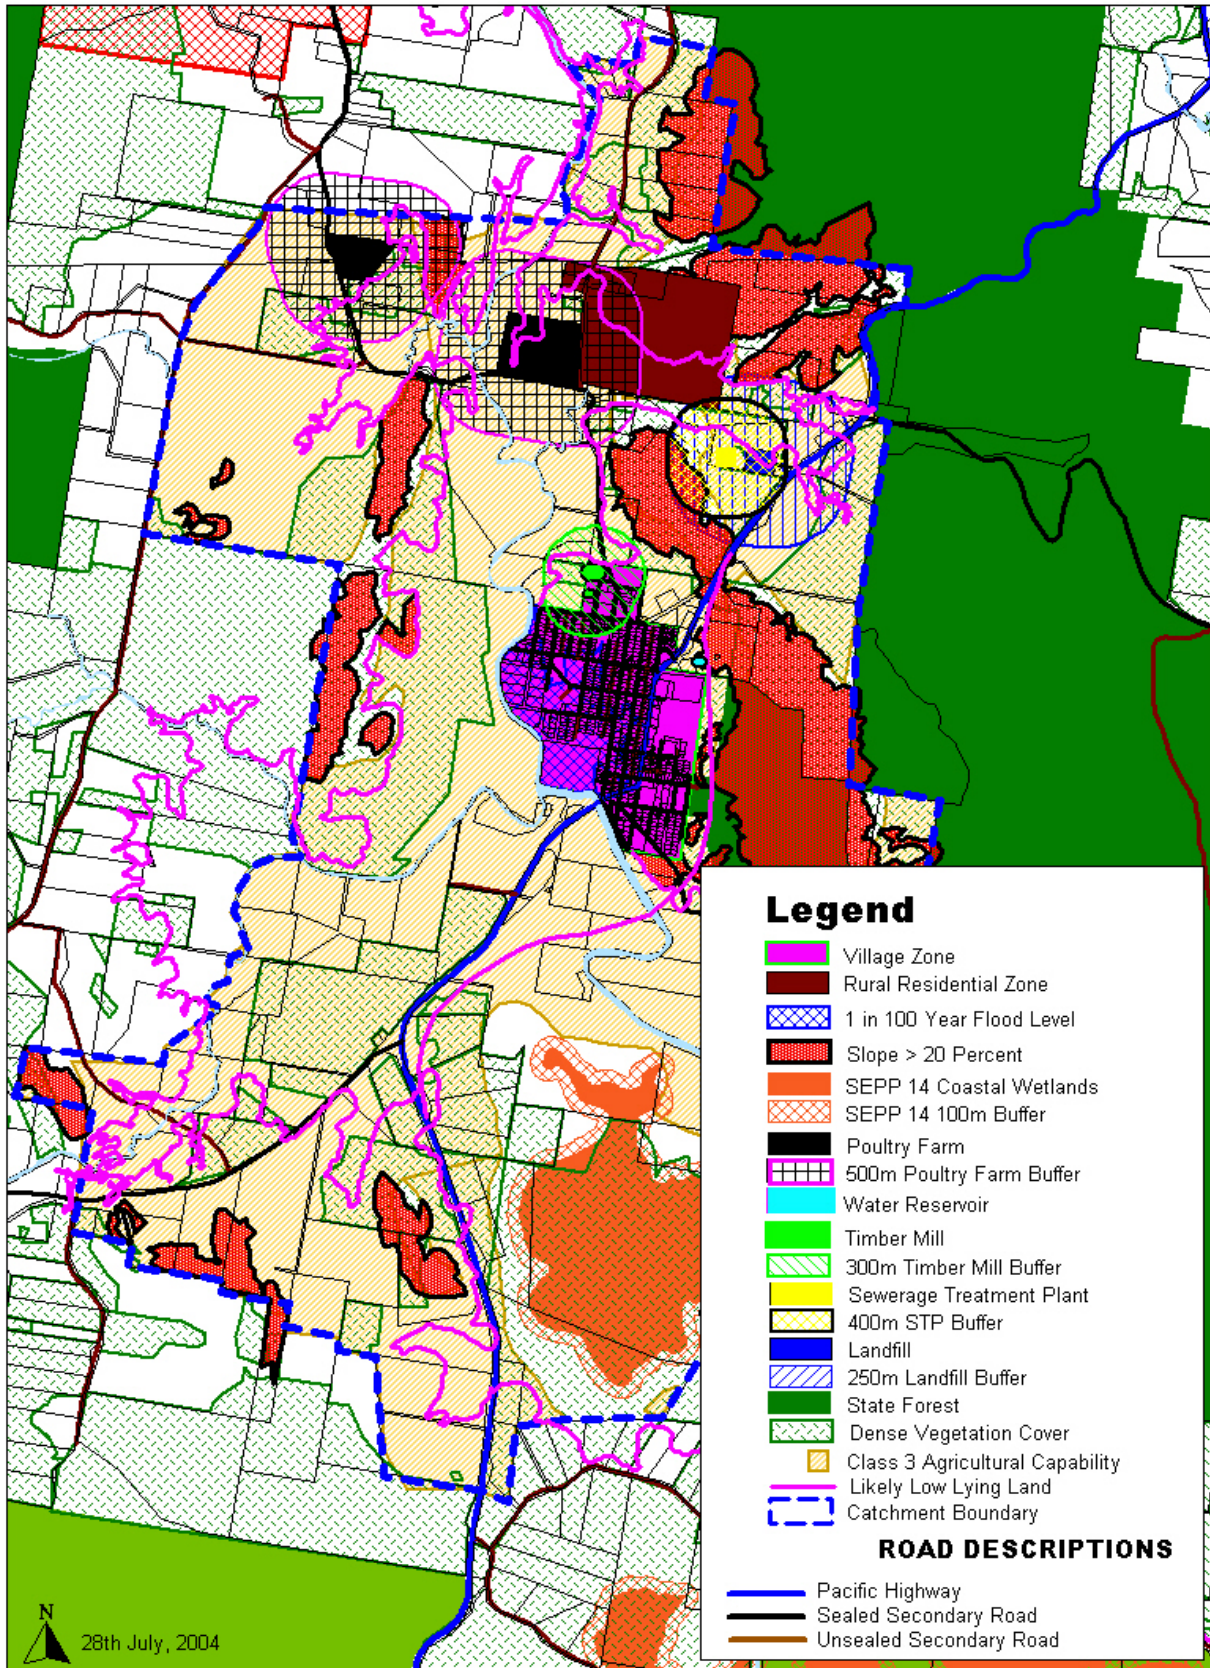 Legend
Village Zone
Rural Residential Zone
1 in 100 Year Flood Level
Slope > 20 Percent
SEPP 14 Coastal Wetlands
SEPP 14 100m Buffer
Poultry Farm
500m Poultry Farm Buffer
Water Reservoir
Timber Mill
300m Timber Mill Buffer
Sewerage Treatment Plant
400m STP Buffer
Landfill
250m Landfill Buffer
State Forest
Dense Vegetation Cover
Class 3 Agricultural Capability
Likely Low Lying Land
Catchment Boundary
ROAD DESCRIPTIONS
Pacific Highway
Sealed Secondary Road
Unsealed Secondary Road
N
28th July, 2004